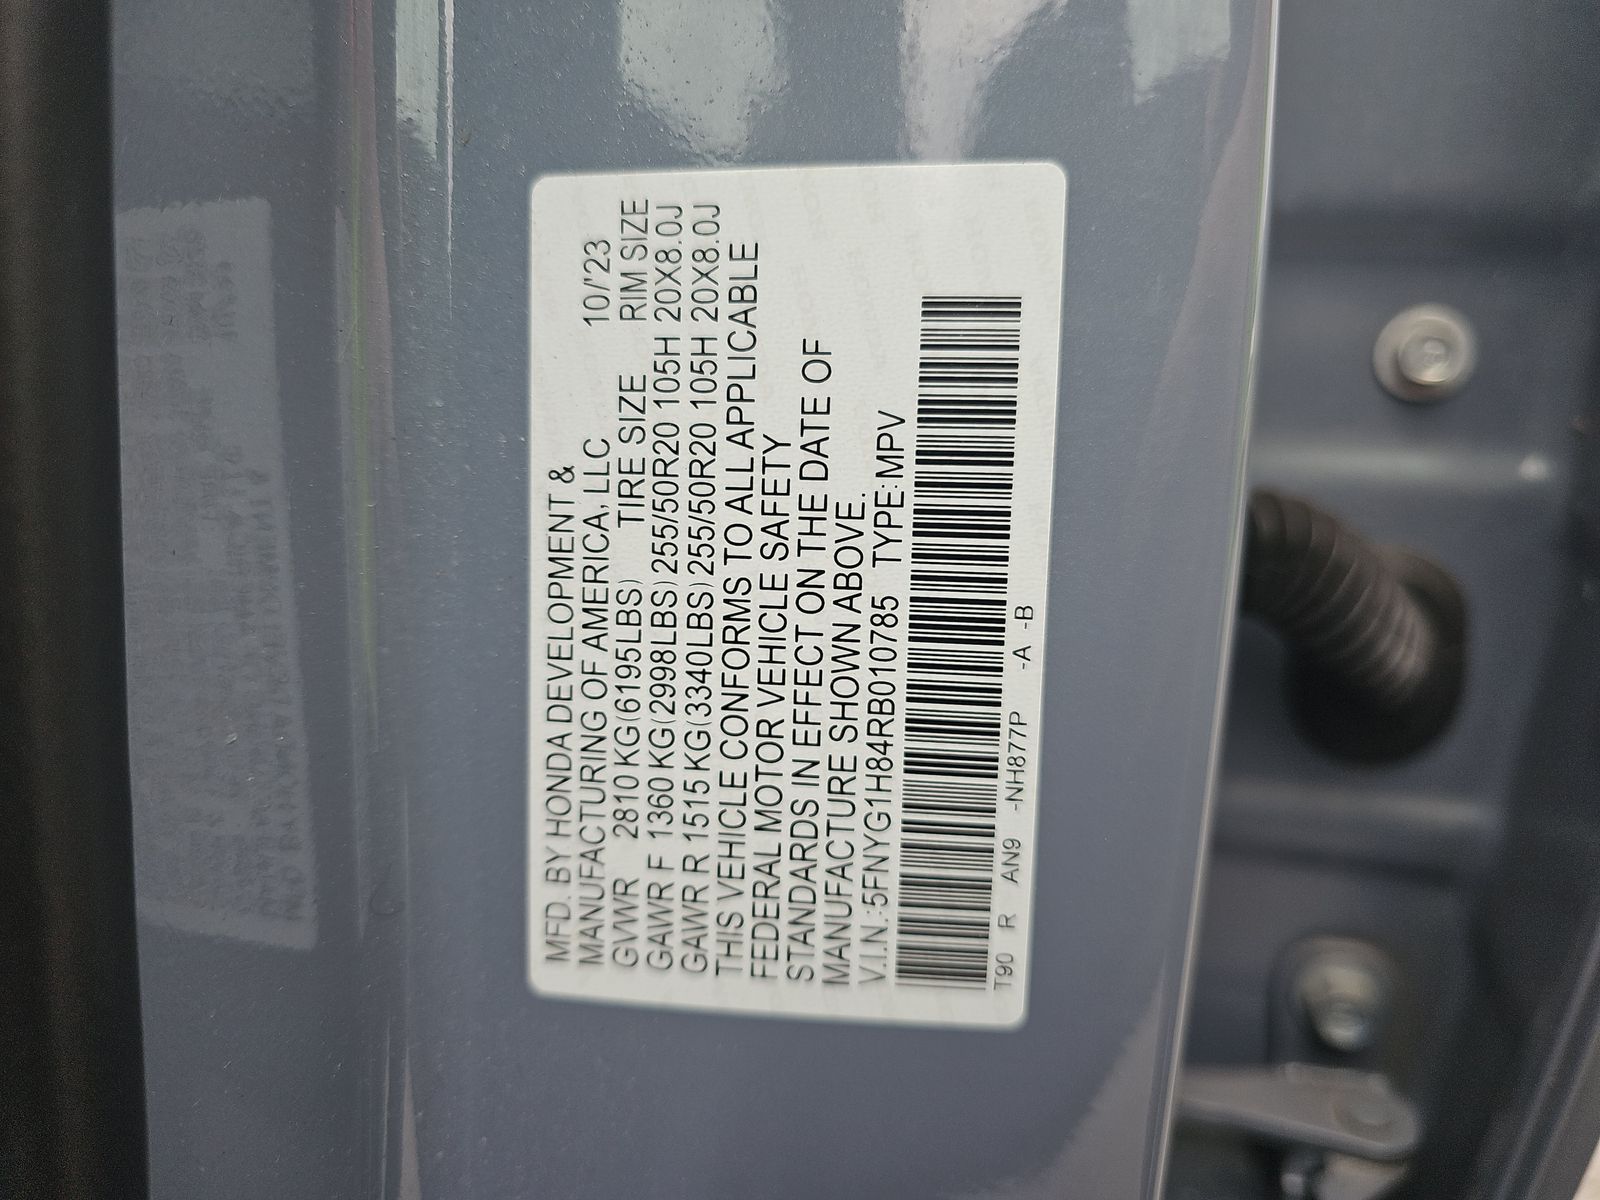 MFD. BY HONDA DEVELOPMENT &
MANUFACTURING OF AMERICA, LLC 10/'23
GVWR 2810 KG(6195LBS) TIRE SIZE RIM SIZE
GAWR F 1360 KG(2998LBS) 255/50R20 105H 20X8.0J
GAWR R 1515 KG(3340LBS) 255/50R20 105H 20X8.0J
THIS VEHICLE CONFORMS TO ALL APPLICABLE
FEDERAL MOTOR VEHICLE SAFETY
STANDARDS IN EFFECT ON THE DATE OF
MANUFACTURE SHOWN ABOVE.
V.I.N.:5FNYG1H84RB010785 TYPE:MPV
T90 R AN9 -NH877P -A -B